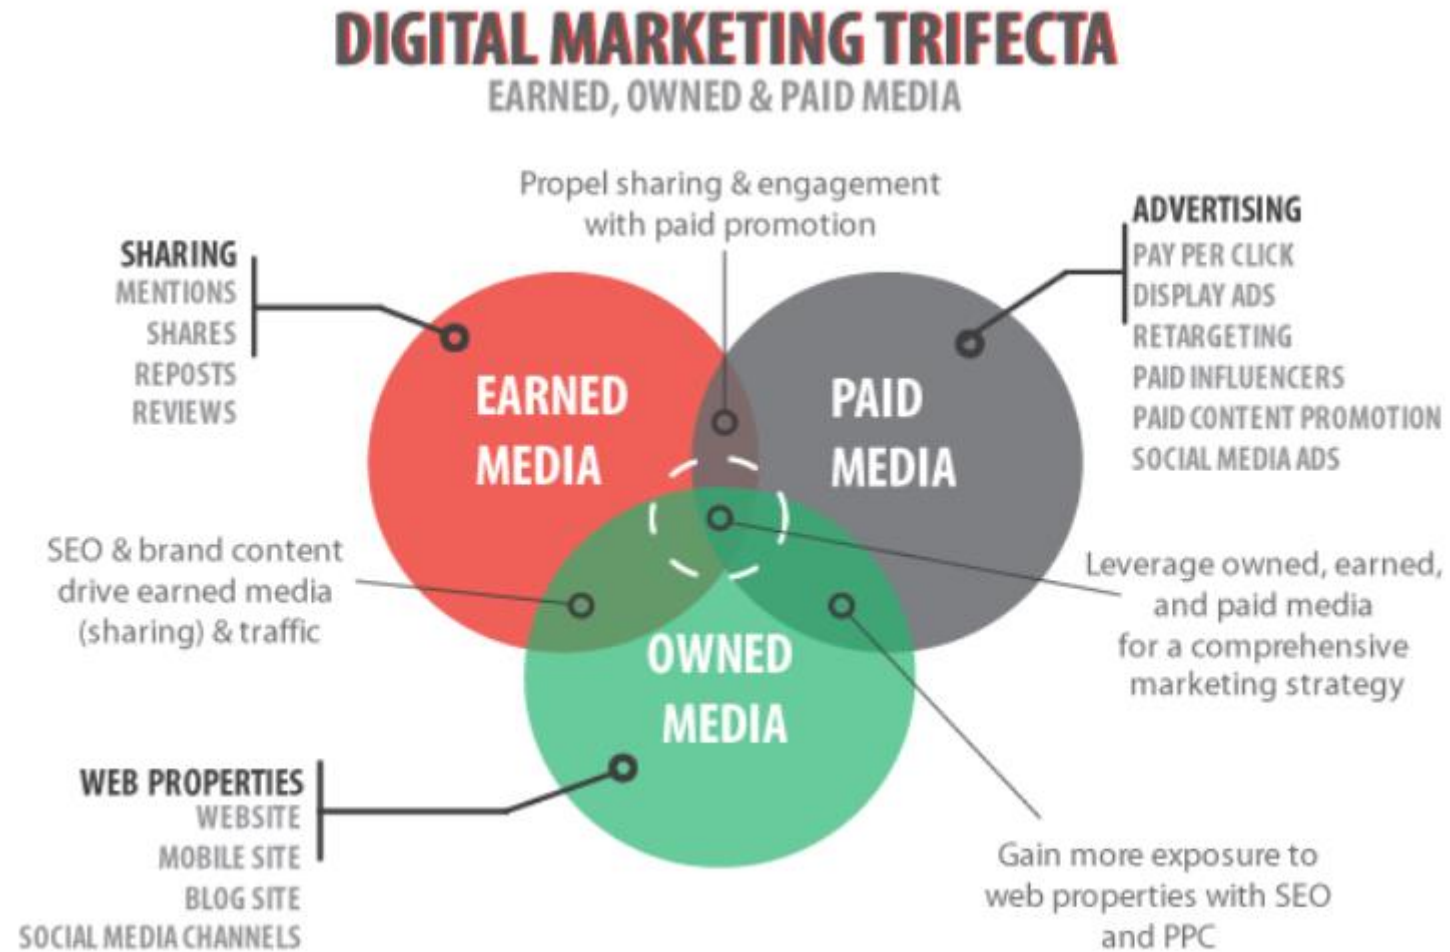 DIGITAL MARKETING TRIFECTA
EARNED, OWNED & PAID MEDIA
Propel sharing & engagement
with paid promotion
SHARING
MENTIONS
SHARES
REPOSTS
REVIEWS
ADVERTISING
PAY PER CLICK
DISPLAY ADS
RETARGETING
PAID INFLUENCERS
PAID CONTENT PROMOTION
SOCIAL MEDIA ADS
EARNED
MEDIA
PAID
MEDIA
SEO & brand content
drive earned media
(sharing) & traffic
Leverage owned, earned,
and paid media
for a comprehensive
marketing strategy
OWNED
MEDIA
WEB PROPERTIES
WEBSITE
MOBILE SITE
BLOG SITE
SOCIAL MEDIA CHANNELS
Gain more exposure to
web properties with SEO
and PPC